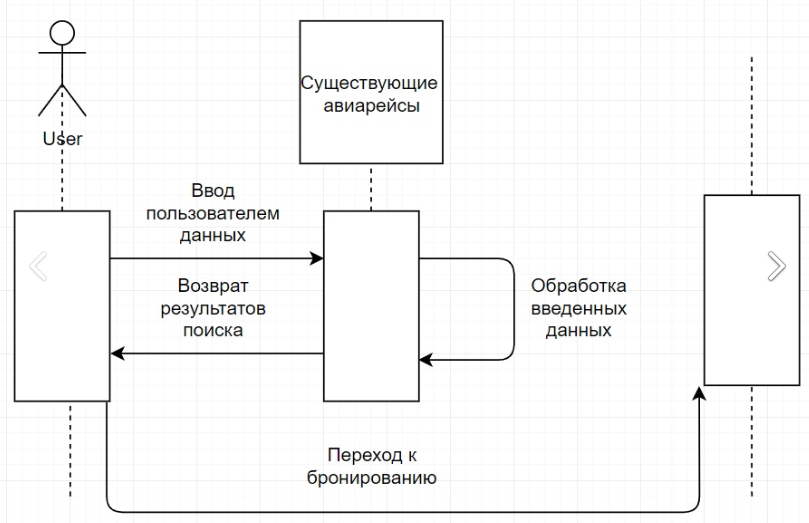 Существующие
авиарейсы
User
Ввод
пользователем
данных
Возврат
результатов
поиска
Обработка
введенных
данных
Переход к
бронированию